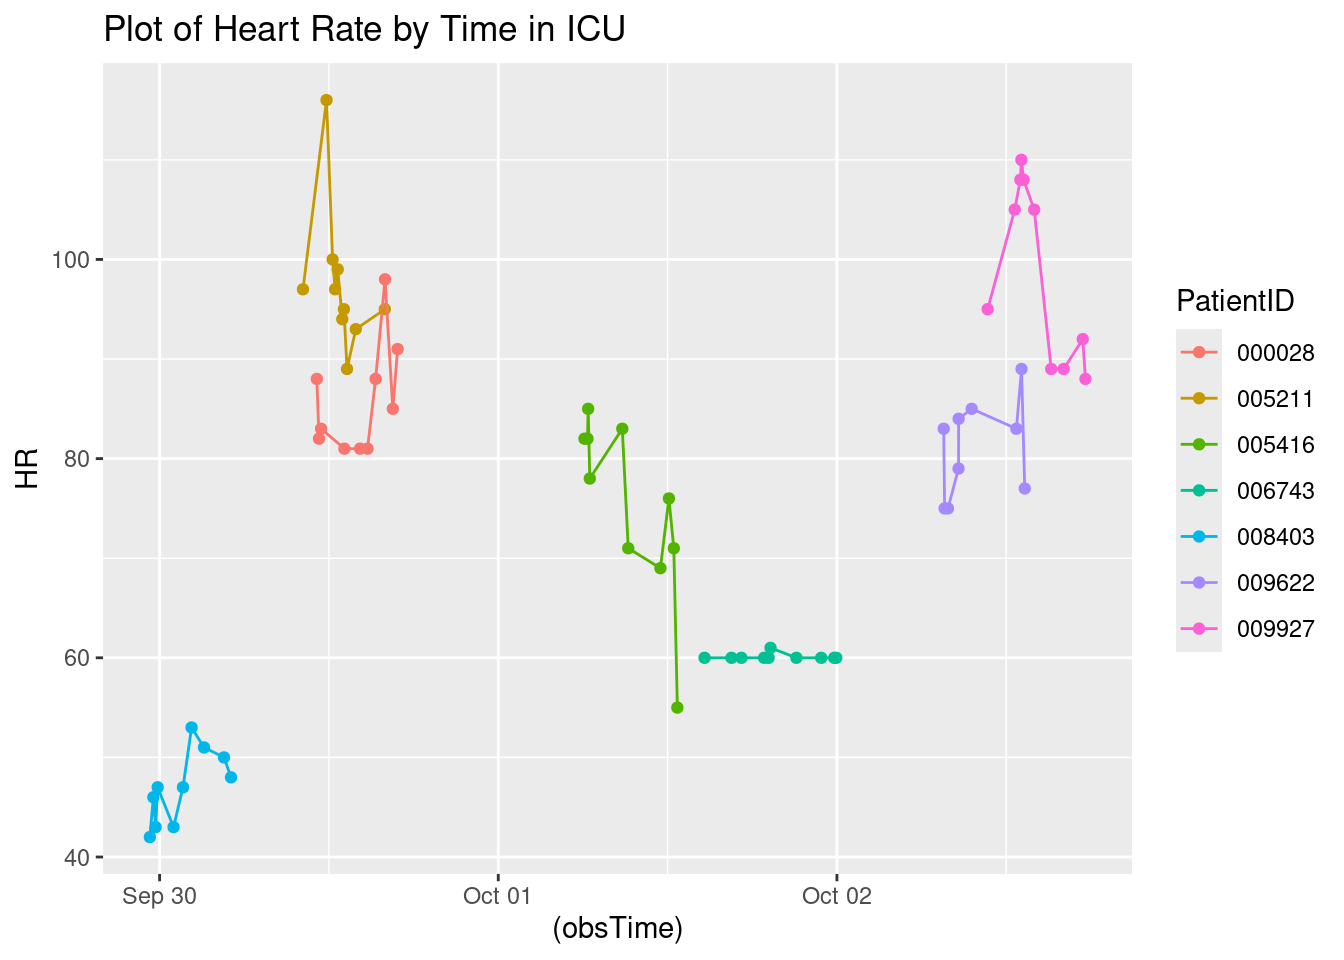 Plot of Heart Rate by Time in ICU
HR
100
80
60
40
Sep 30
Oct 01
Oct 02
(obsTime)
PatientID
000028
005211
005416
006743
008403
009622
009927